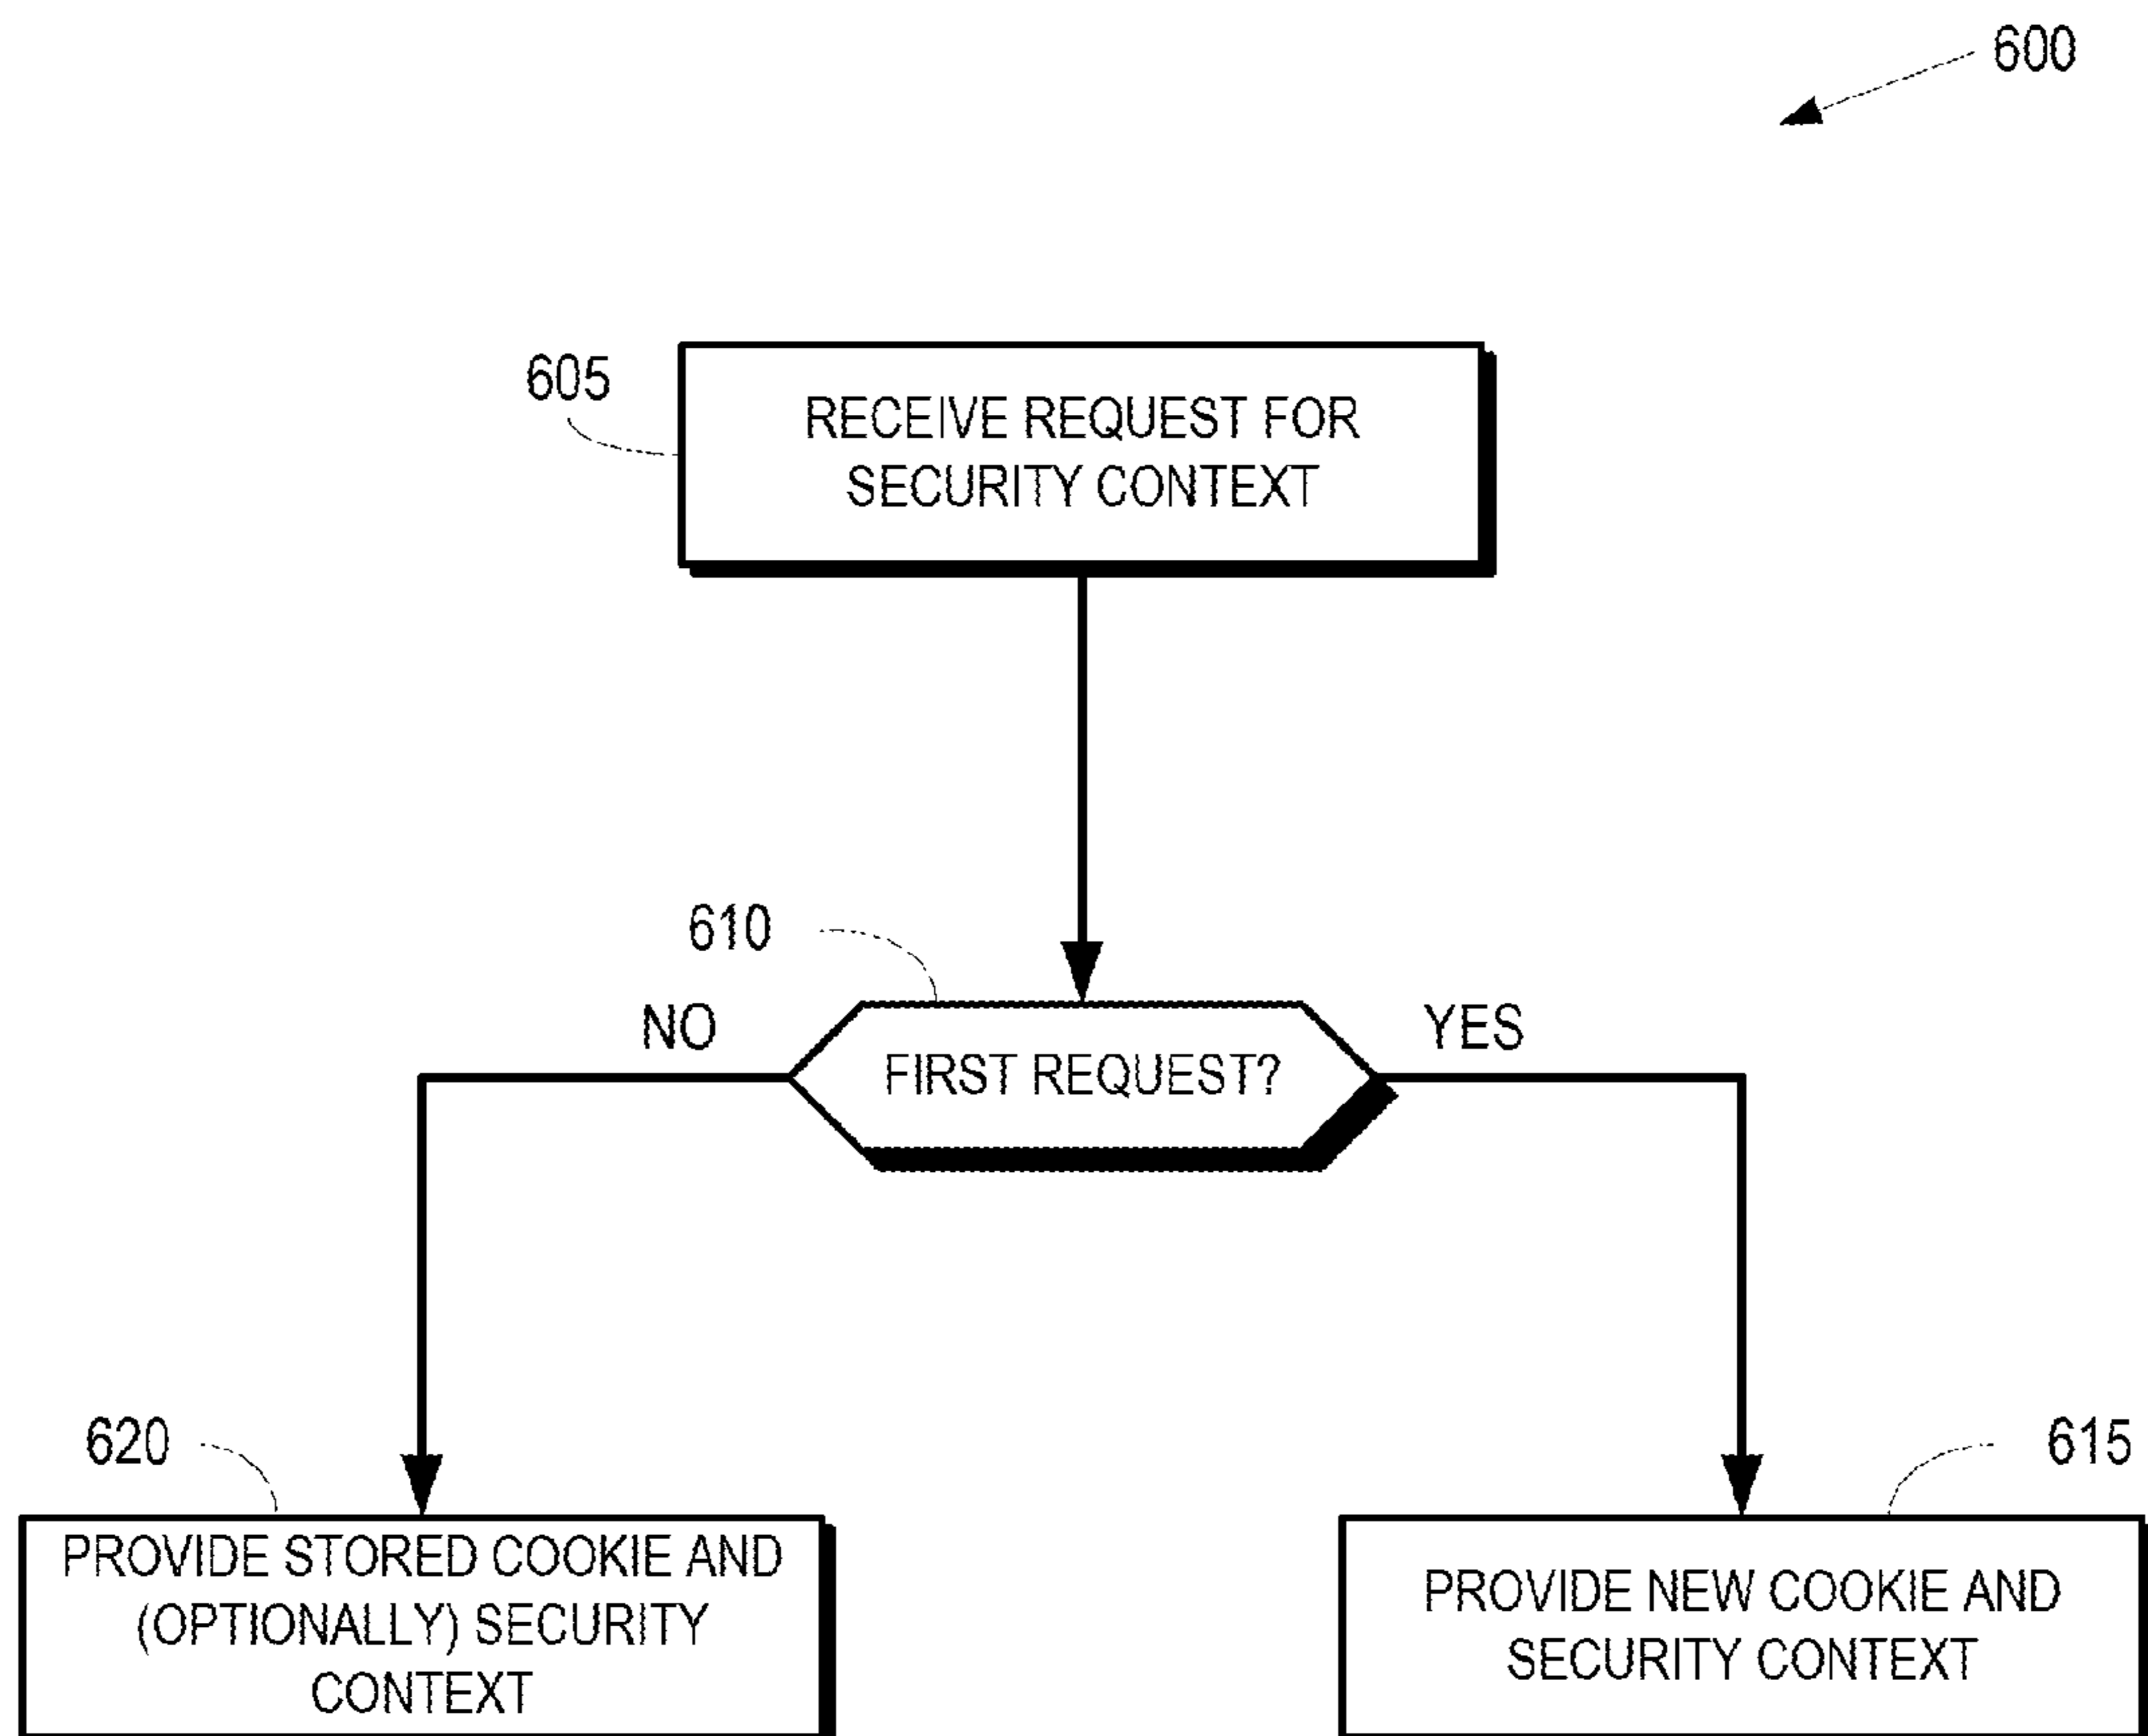 600
605
RECEIVE REQUEST FOR
SECURITY CONTEXT
610
NO
YES
FIRST REQUEST?
620
615
PROVIDE STORED COOKIE AND
(OPTIONALLY) SECURITY
CONTEXT
PROVIDE NEW COOKIE AND
SECURITY CONTEXT